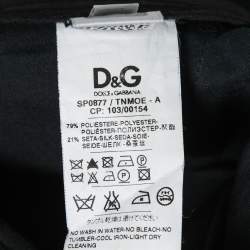 D&G
DOLCE & GABBANA
SP0877 / TNMOE - A
CP: 103/00154
79% POLIESTERE-POLYESTER-
POLYESTER-ПОЛИЭСТЕР-
21% SETA-SILK-SEDA-SOIE-
SEIDE-ШЕЛК-
NO WASH IN WATER-NO BLEACH-NO
TUMBLER-COOL IRON-LIGHT DRY
CLEANING